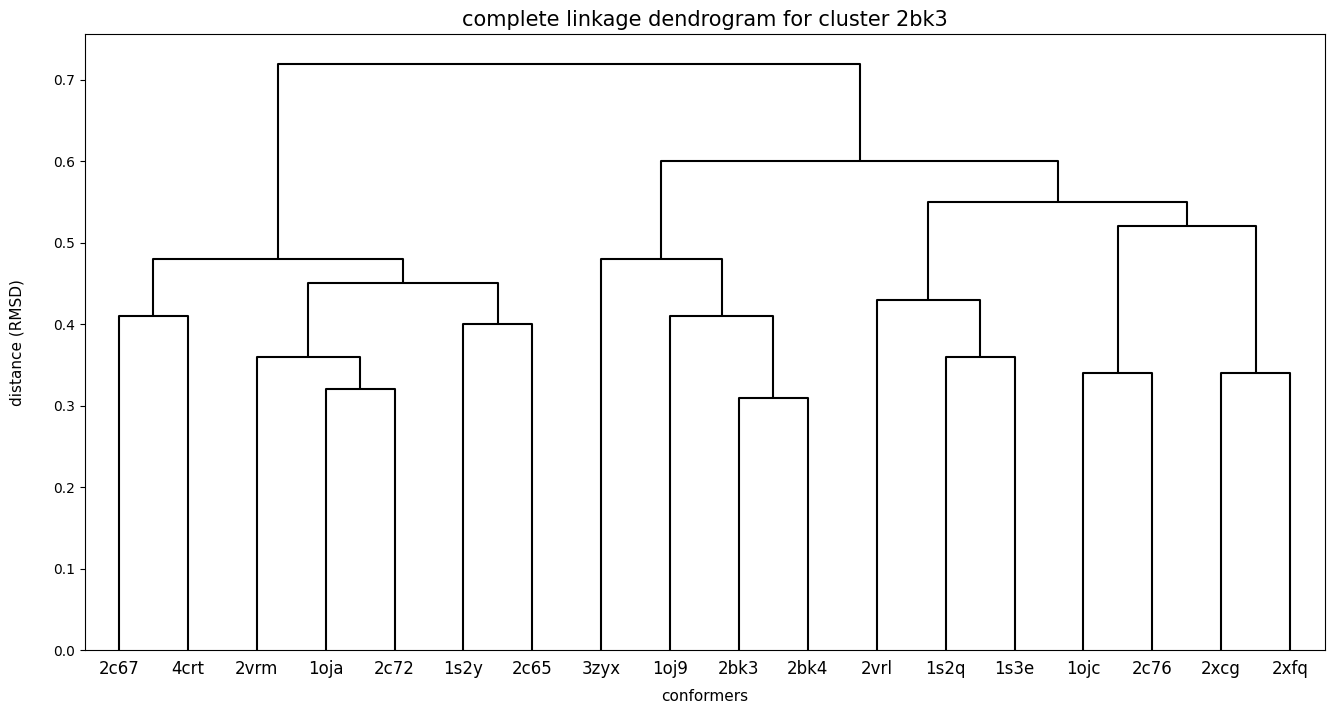 complete linkage dendrogram for cluster 2bk3
0.7
0.6
0.5
0.4
0.3
0.2
0.1
0.0
distance (RMSD)
2c67 4crt 2vrm 1oja 2c72 1s2y 2c65 3zyx 1oj9 2bk3 2bk4 2vrl 1s2q 1s3e 1ojc 2c76 2xcg 2xfq
conformers